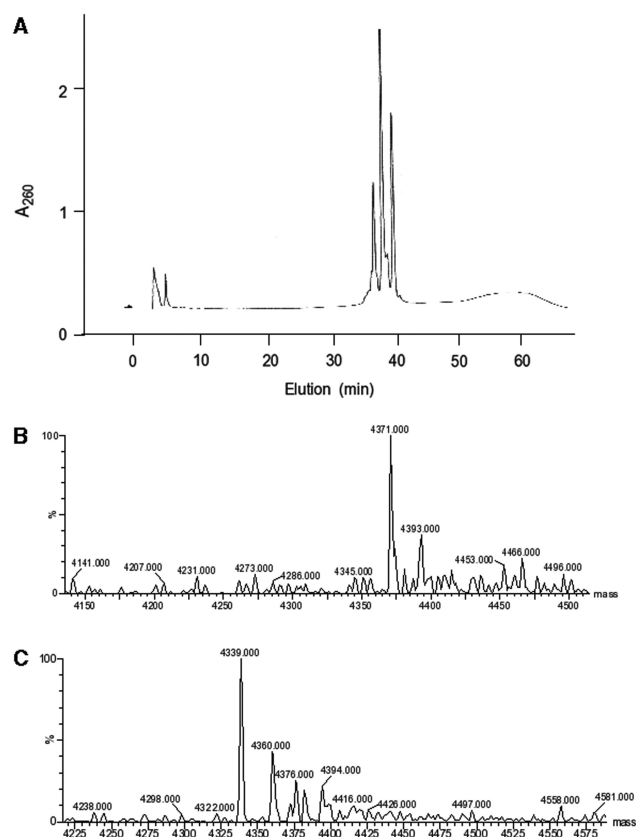 A
2
A260
1
0
0 10 20 30 40 50 60
Elution (min)
B
100
%
0
4371.000
4393.000
4141.000 4207.000 4231.000 4273.000 4286.000 4345.000 4453.000 4466.000 4496.000
4150 4200 4250 4300 4350 4400 4450 4500 mass
C
100
%
0
4339.000
4360.000
4376.000 4394.000
4238.000 4298.000 4322.000 4416.000 4426.000 4497.000 4558.000 4581.000
4225 4250 4275 4300 4325 4350 4375 4400 4425 4450 4475 4500 4525 4550 4575 mass